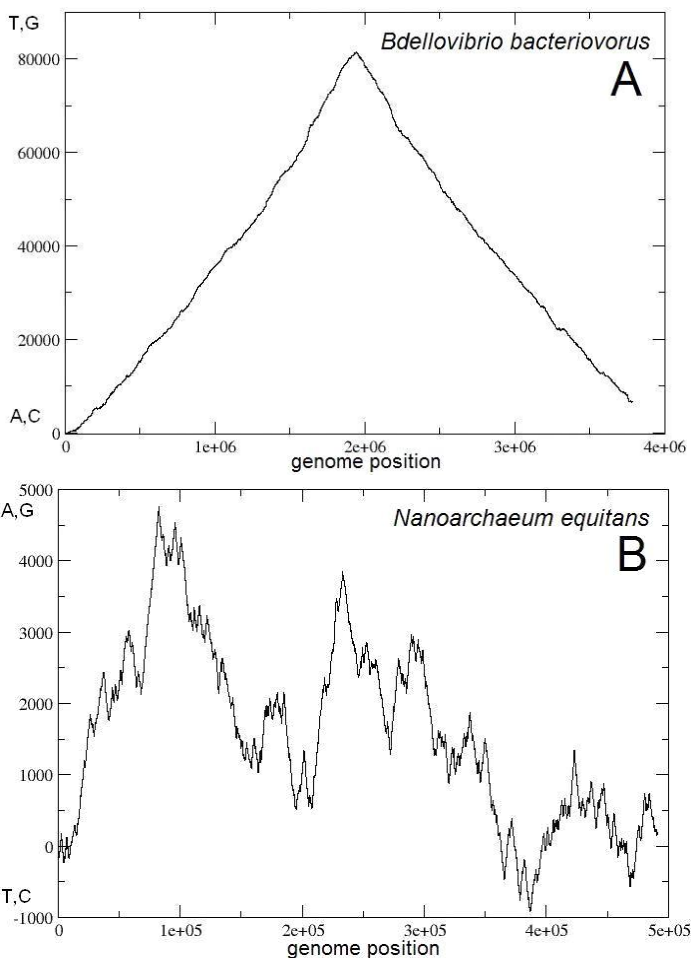 T,G
Bdellovibrio bacteriovorus
A
80000
60000
40000
20000
A,C
0
0 1e+06 2e+06 3e+06 4e+06
genome position
5000
A,G
Nanoarchaeum equitans
B
4000
3000
2000
1000
0
T,C
-1000
0 1e+05 2e+05 3e+05 4e+05 5e+05
genome position